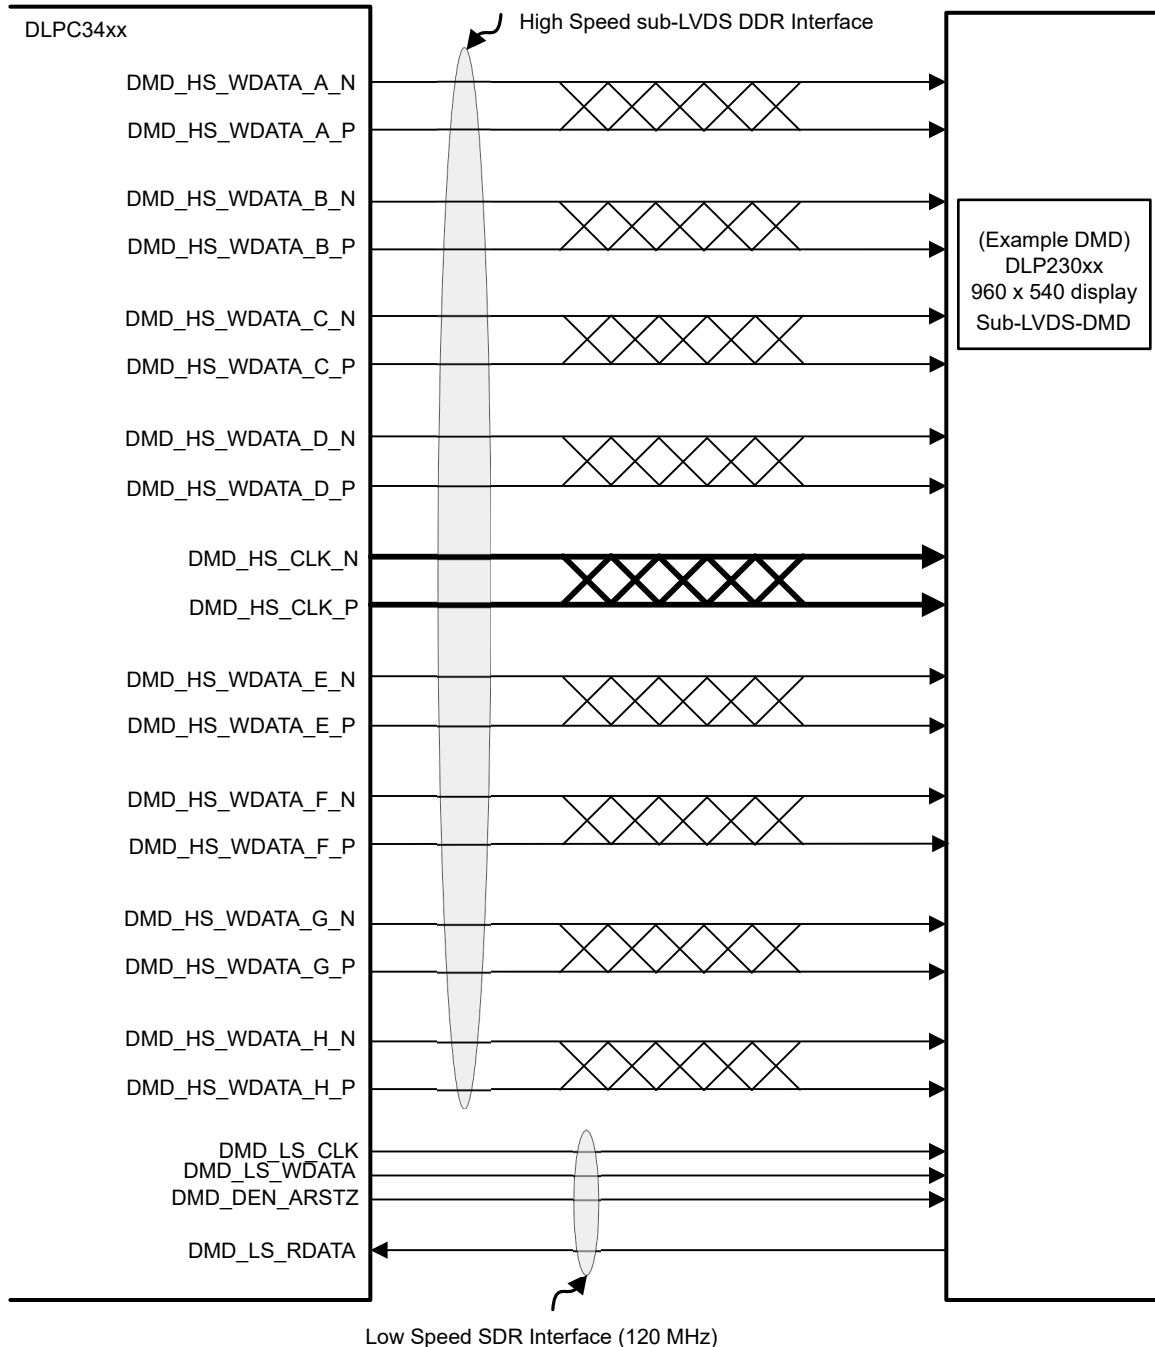 High Speed sub-LVDS DDR Interface
DLPC34xx
DMD_HS_WDATA_A_N
DMD_HS_WDATA_A_P
DMD_HS_WDATA_B_N
DMD_HS_WDATA_B_P
(Example DMD)
DLP230xx
960 x 540 display
Sub-LVDS-DMD
DMD_HS_WDATA_C_N
DMD_HS_WDATA_C_P
DMD_HS_WDATA_D_N
DMD_HS_WDATA_D_P
DMD_HS_CLK_N
DMD_HS_CLK_P
DMD_HS_WDATA_E_N
DMD_HS_WDATA_E_P
DMD_HS_WDATA_F_N
DMD_HS_WDATA_F_P
DMD_HS_WDATA_G_N
DMD_HS_WDATA_G_P
DMD_HS_WDATA_H_N
DMD_HS_WDATA_H_P
DMD_LS_CLK
DMD_LS_WDATA
DMD_DEN_ARSTZ
DMD_LS_RDATA
Low Speed SDR Interface (120 MHz)